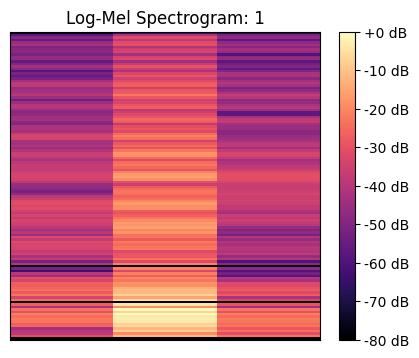 Log-Mel Spectrogram: 1
+0 dB
-10 dB
-20 dB
-30 dB
-40 dB
-50 dB
-60 dB
-70 dB
-80 dB